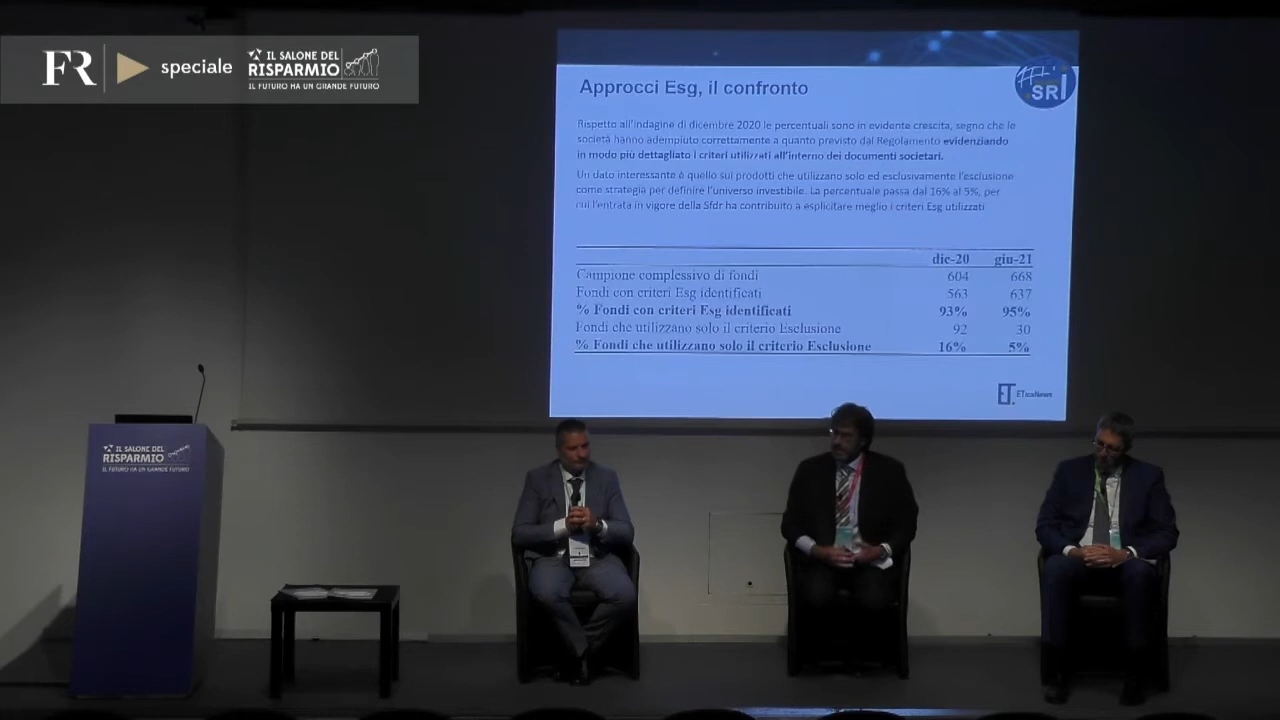 FR speciale IL SALONE DEL RISPARMIO
IL FUTURO HA UN GRANDE FUTURO
Approcci Esg, il confronto
SRI
Rispetto all'indagine di dicembre 2020 le percentuali sono in evidente crescita, segno che le
società hanno adempiuto correttamente a quanto previsto dal Regolamento evidenziando
in modo più dettagliato i criteri utilizzati all'interno dei documenti societari.
Un dato interessante è quello sui prodotti che utilizzano solo ed esclusivamente l'esclusione
come strategia per definire l'universo investibile. La percentuale passa dal 16% al 5%, per
cui l'entrata in vigore della Sfdr ha contribuito a esplicitare meglio i criteri Esg utilizzati
dic-20 giu-21
Campione complessivo di fondi 604 668
Fondi con criteri Esg identificati 563 637
% Fondi con criteri Esg identificati 93% 95%
Fondi che utilizzano solo il criterio Esclusione 92 30
% Fondi che utilizzano solo il criterio Esclusione 16% 5%
ET. ETicaNews
IL SALONE DEL
RISPARMIO
IL FUTURO HA UN GRANDE FUTURO